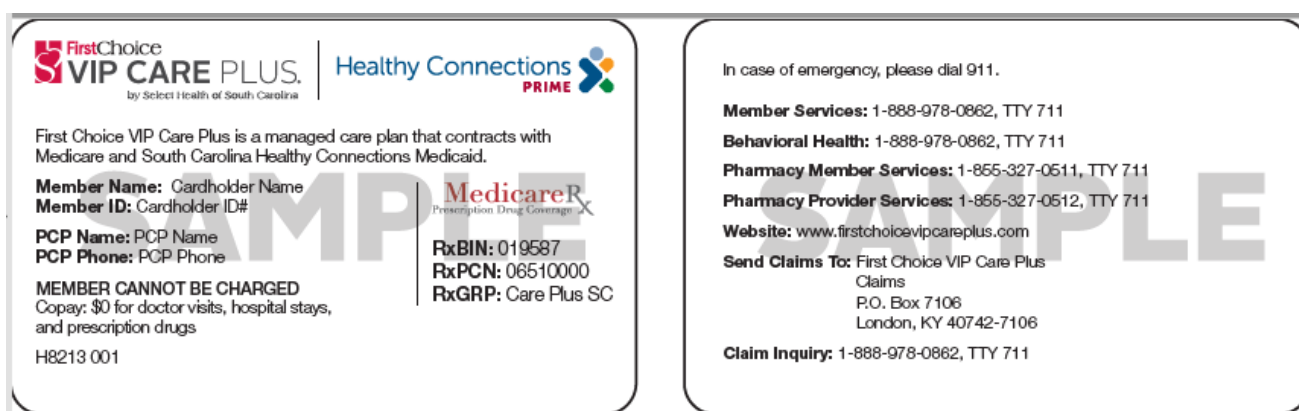 FirstChoice
VIP CARE PLUS.
by Select Health of South Carolina
Healthy Connections
PRIME
First Choice VIP Care Plus is a managed care plan that contracts with
Medicare and South Carolina Healthy Connections Medicaid.
SAMPLE
Member Name: Cardholder Name
Member ID: Cardholder ID#
PCP Name: PCP Name
PCP Phone: PCP Phone
MEMBER CANNOT BE CHARGED
Copay: $0 for doctor visits, hospital stays,
and prescription drugs
H8213 001
MedicareRx
Prescription Drug Coverage X
RxBIN: 019587
RxPCN: 06510000
RxGRP: Care Plus SC
In case of emergency, please dial 911.
Member Services: 1-888-978-0862, TTY 711
Behavioral Health: 1-888-978-0862, TTY 711
Pharmacy Member Services: 1-855-327-0511, TTY 711
SAMPLE
Pharmacy Provider Services: 1-855-327-0512, TTY 711
Website: www.firstchoicevipcareplus.com
Send Claims To: First Choice VIP Care Plus
Claims
P.O. Box 7106
London, KY 40742-7106
Claim Inquiry: 1-888-978-0862, TTY 711